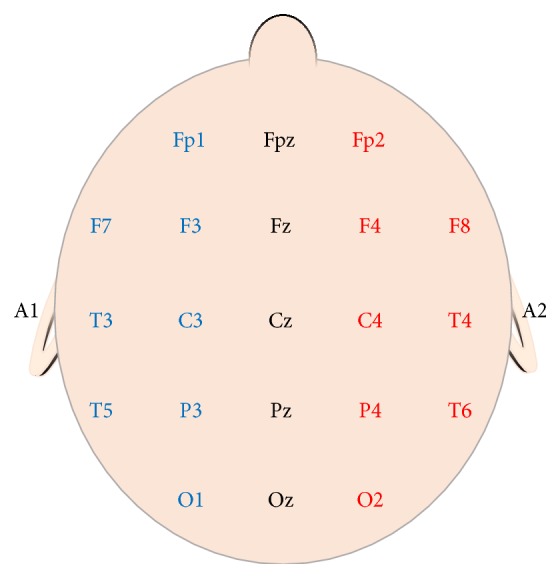 Fp1 Fpz Fp2
F7 F3 Fz F4 F8
A1 A2
T3 C3 Cz C4 T4
T5 P3 Pz P4 T6
O1 Oz O2